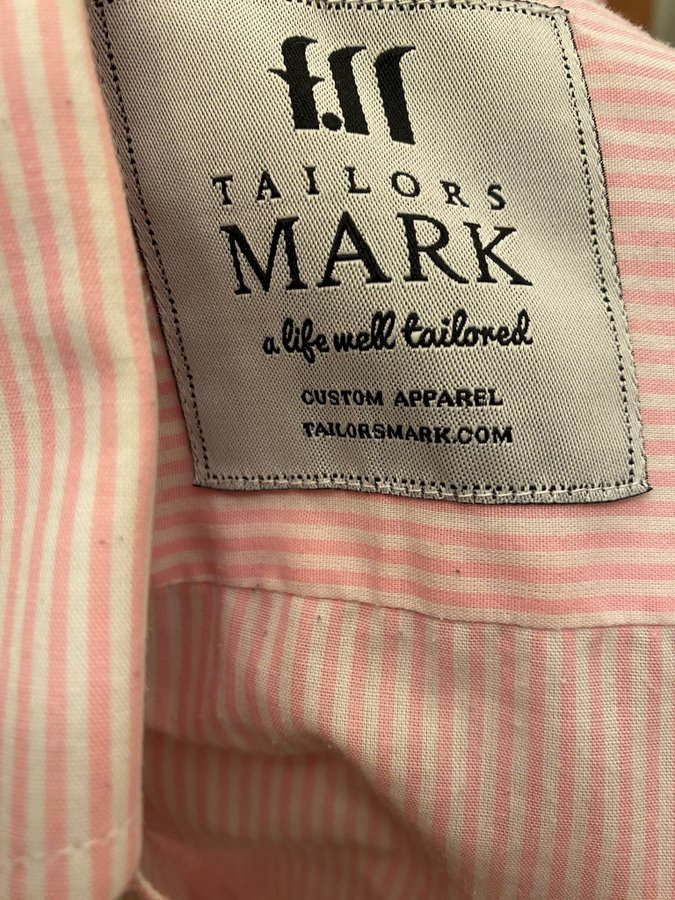 TAILORS
MARK
a life well tailored
CUSTOM APPAREL
TAILORSMARK.COM